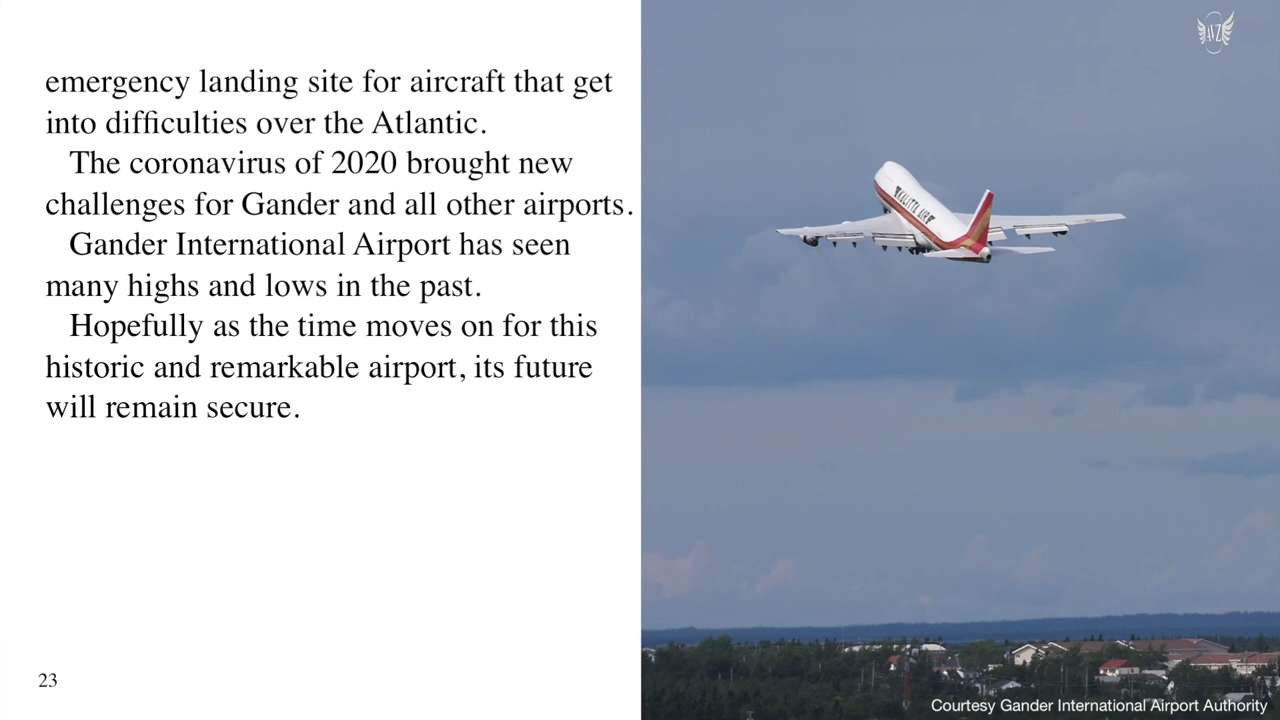 emergency landing site for aircraft that get
into difficulties over the Atlantic.
The coronavirus of 2020 brought new
challenges for Gander and all other airports.
Gander International Airport has seen
many highs and lows in the past.
Hopefully as the time moves on for this
historic and remarkable airport, its future
will remain secure.
23
AVZ
KALITTA AIR
Courtesy Gander International Airport Authority